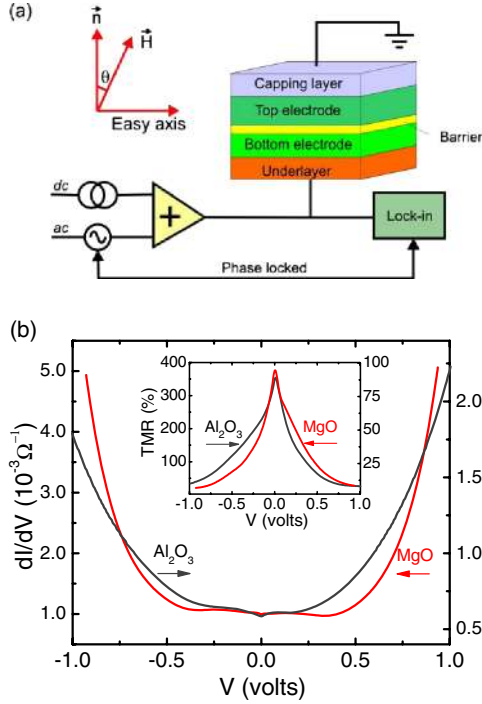 (a)
n
H
θ
Easy axis
Capping layer
Top electrode
Barrier
Bottom electrode
Underlayer
dc
+
ac
Lock-in
Phase locked
(b)
dI/dV (10⁻³Ω⁻¹)
5.0
4.0
3.0
2.0
1.0
2.0
1.5
1.0
0.5
TMR (%)
400
300
200
100
100
75
50
25
Al₂O₃
MgO
-1.0 -0.5 0.0 0.5 1.0
V (volts)
Al₂O₃
MgO
-1.0 -0.5 0.0 0.5 1.0
V (volts)